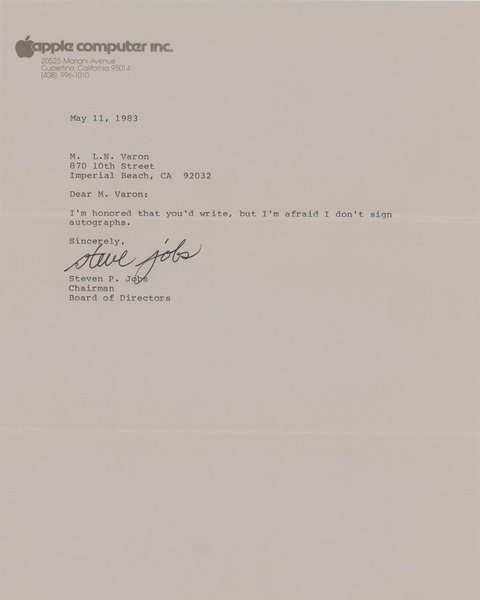 apple computer inc.
20525 Mariani Avenue
Cupertino, California 95014
(408) 996-1010
May 11, 1983
M. L.N. Varon
870 10th Street
Imperial Beach, CA 92032
Dear M. Varon:
I'm honored that you'd write, but I'm afraid I don't sign
autographs.
Sincerely,
steve jobs
Steven P. Jobs
Chairman
Board of Directors